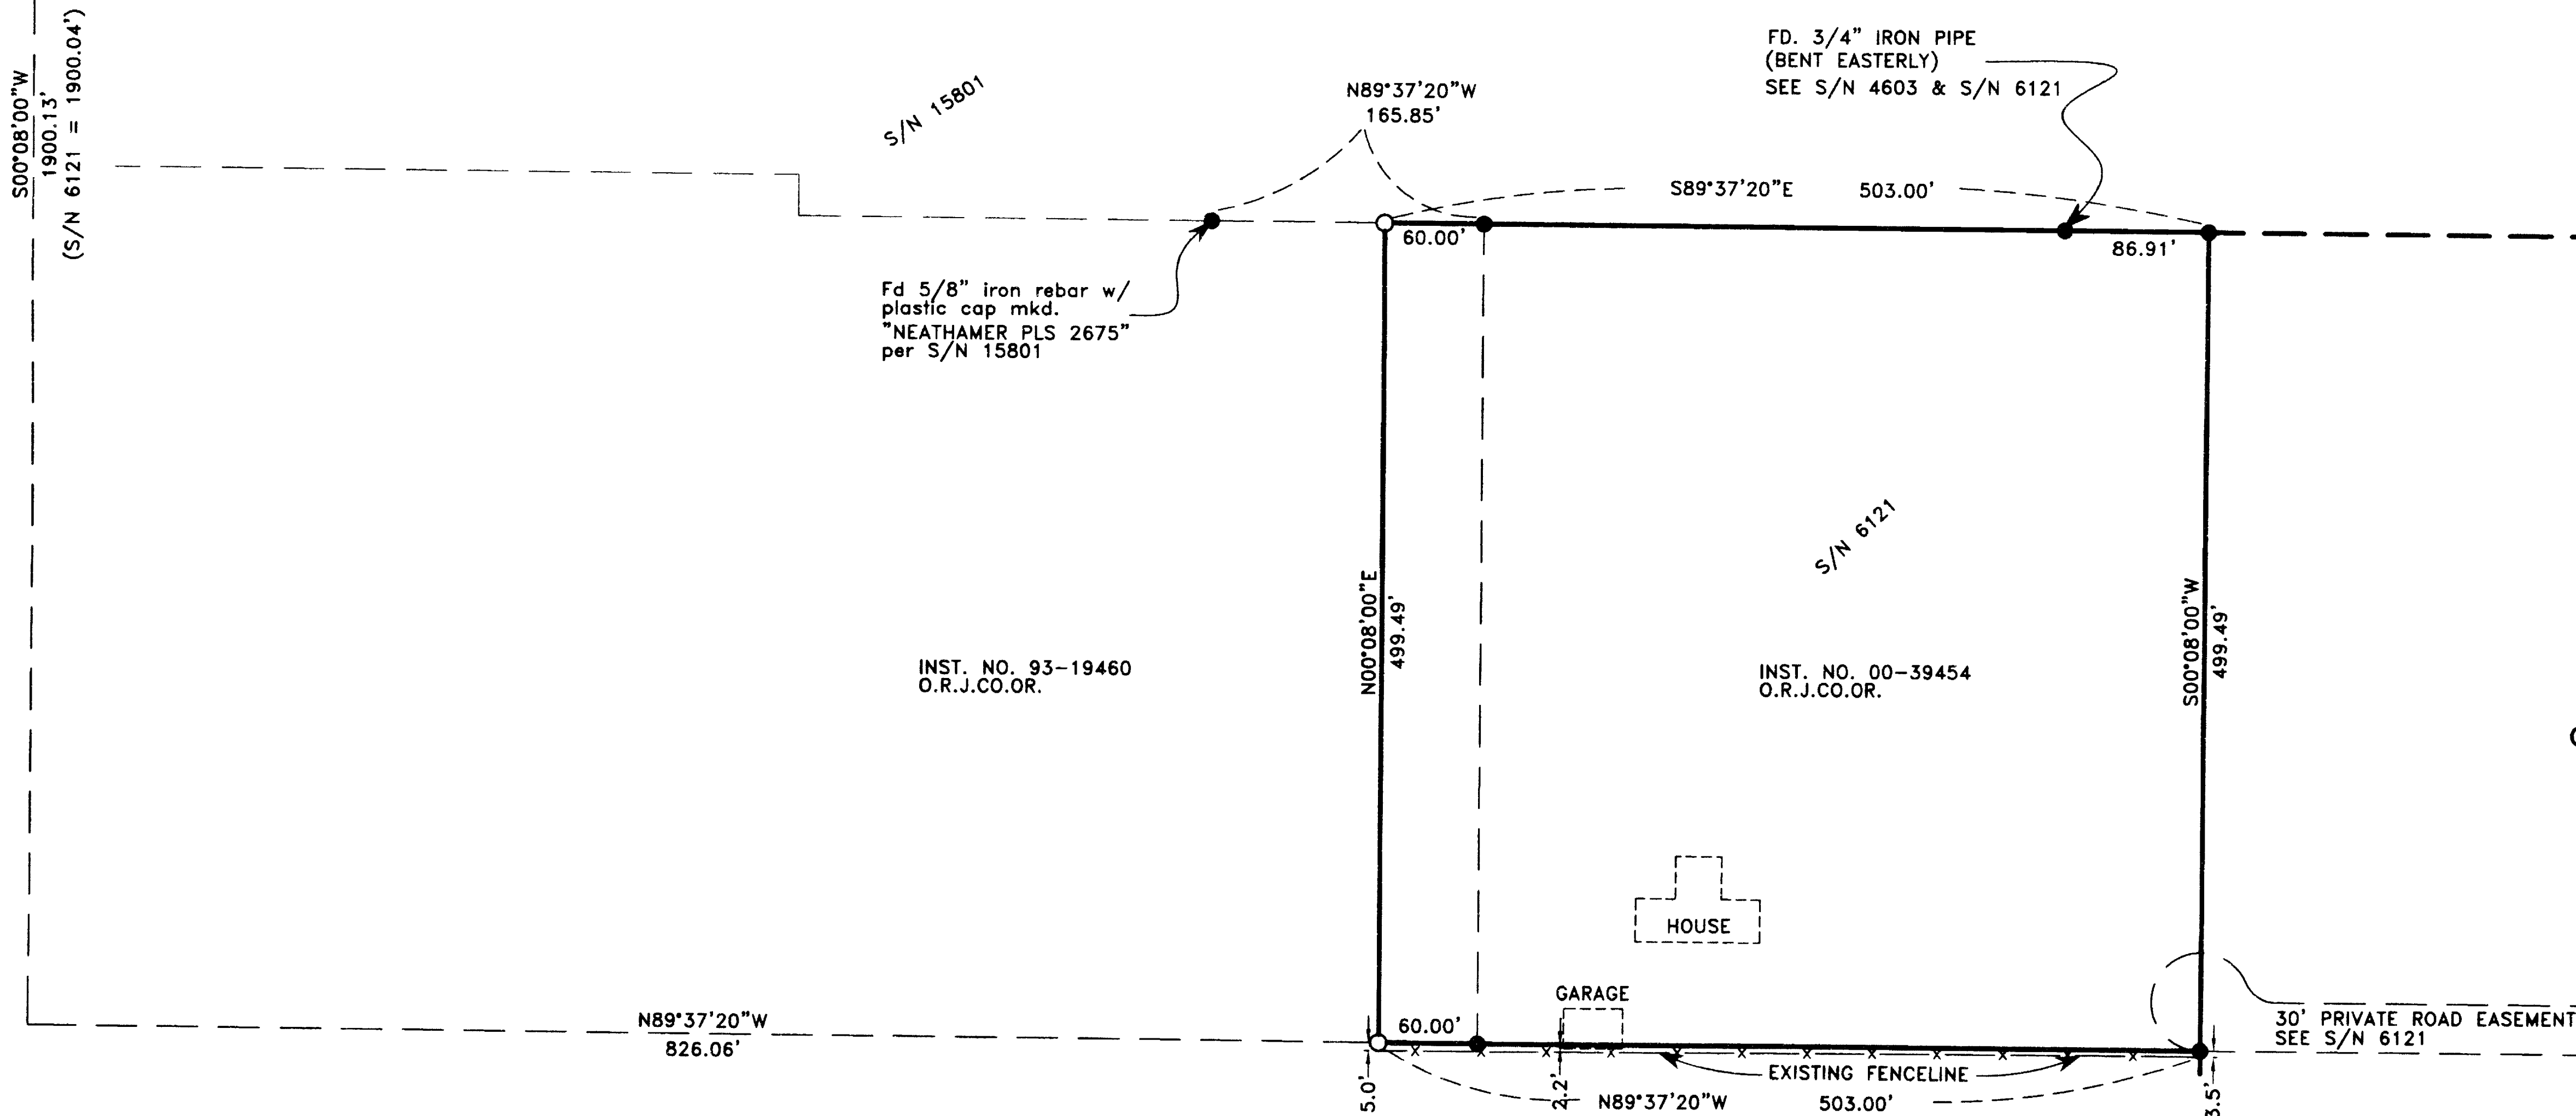 S00°08'00"W
1900.13'
(S/N 6121 = 1900.04')
S/N 15801
N89°37'20"W
165.85'
FD. 3/4" IRON PIPE
(BENT EASTERLY)
SEE S/N 4603 & S/N 6121
S89°37'20"E 503.00'
60.00'
86.91'
Fd 5/8" iron rebar w/
plastic cap mkd.
"NEATHAMER PLS 2675"
per S/N 15801
S/N 6121
N00°08'00"E
499.49'
S00°08'00"W
499.49'
INST. NO. 93-19460
O.R.J.CO.OR.
INST. NO. 00-39454
O.R.J.CO.OR.
HOUSE
GARAGE
N89°37'20"W
826.06'
60.00'
30' PRIVATE ROAD EASEMENT
SEE S/N 6121
EXISTING FENCELINE
5.0'
2.2'
N89°37'20"W 503.00'
3.5'